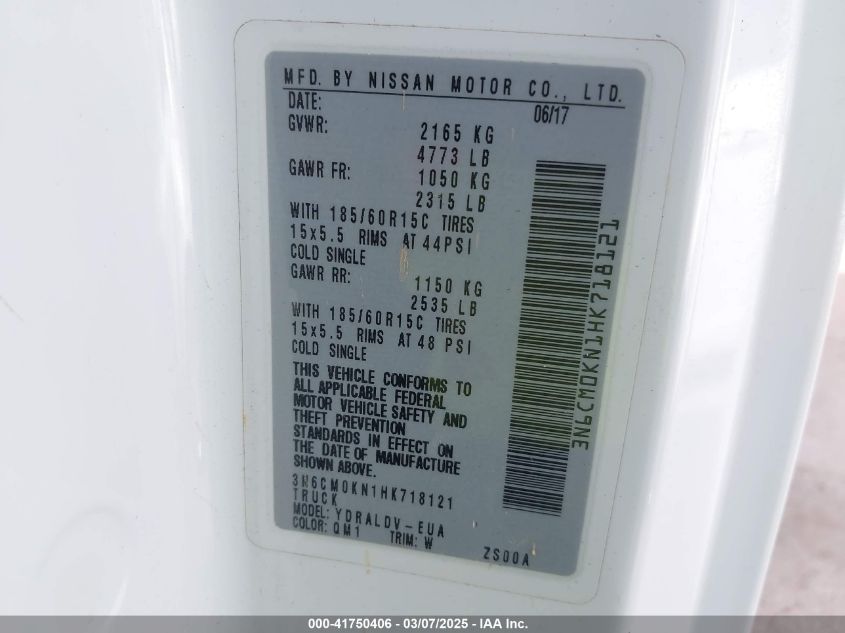 MFD. BY NISSAN MOTOR CO., LTD.
DATE: 06/17
GVWR: 2165 KG
4773 LB
GAWR FR: 1050 KG
2315 LB
WITH 185/60R15C TIRES
15x5.5 RIMS AT 44PSI
COLD SINGLE
GAWR RR: 1150 KG
2535 LB
WITH 185/60R15C TIRES
15x5.5 RIMS AT 48 PSI
COLD SINGLE
THIS VEHICLE CONFORMS TO
ALL APPLICABLE FEDERAL
MOTOR VEHICLE SAFETY AND
THEFT PREVENTION
STANDARDS IN EFFECT ON
THE DATE OF MANUFACTURE
SHOWN ABOVE.
3N6CM0KN1HK718121
TRUCK
MODEL: YDRALDV-EUA
COLOR: QM1 TRIM: W
ZS00A
3N6CM0KN1HK718121
000-41750406 - 03/07/2025 - IAA Inc.